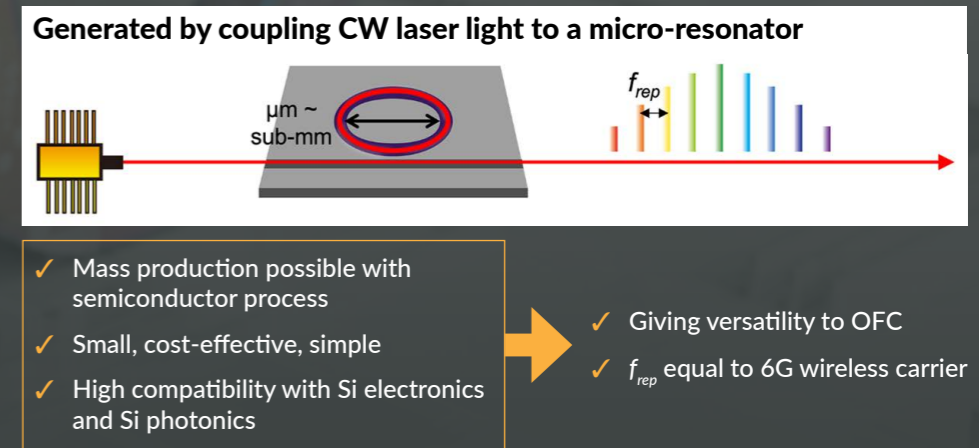 Generated by coupling CW laser light to a micro-resonator
μm ~
sub-mm
frep
✓ Mass production possible with
semiconductor process
✓ Small, cost-effective, simple
✓ High compatibility with Si electronics
and Si photonics
✓ Giving versatility to OFC
✓ frep equal to 6G wireless carrier